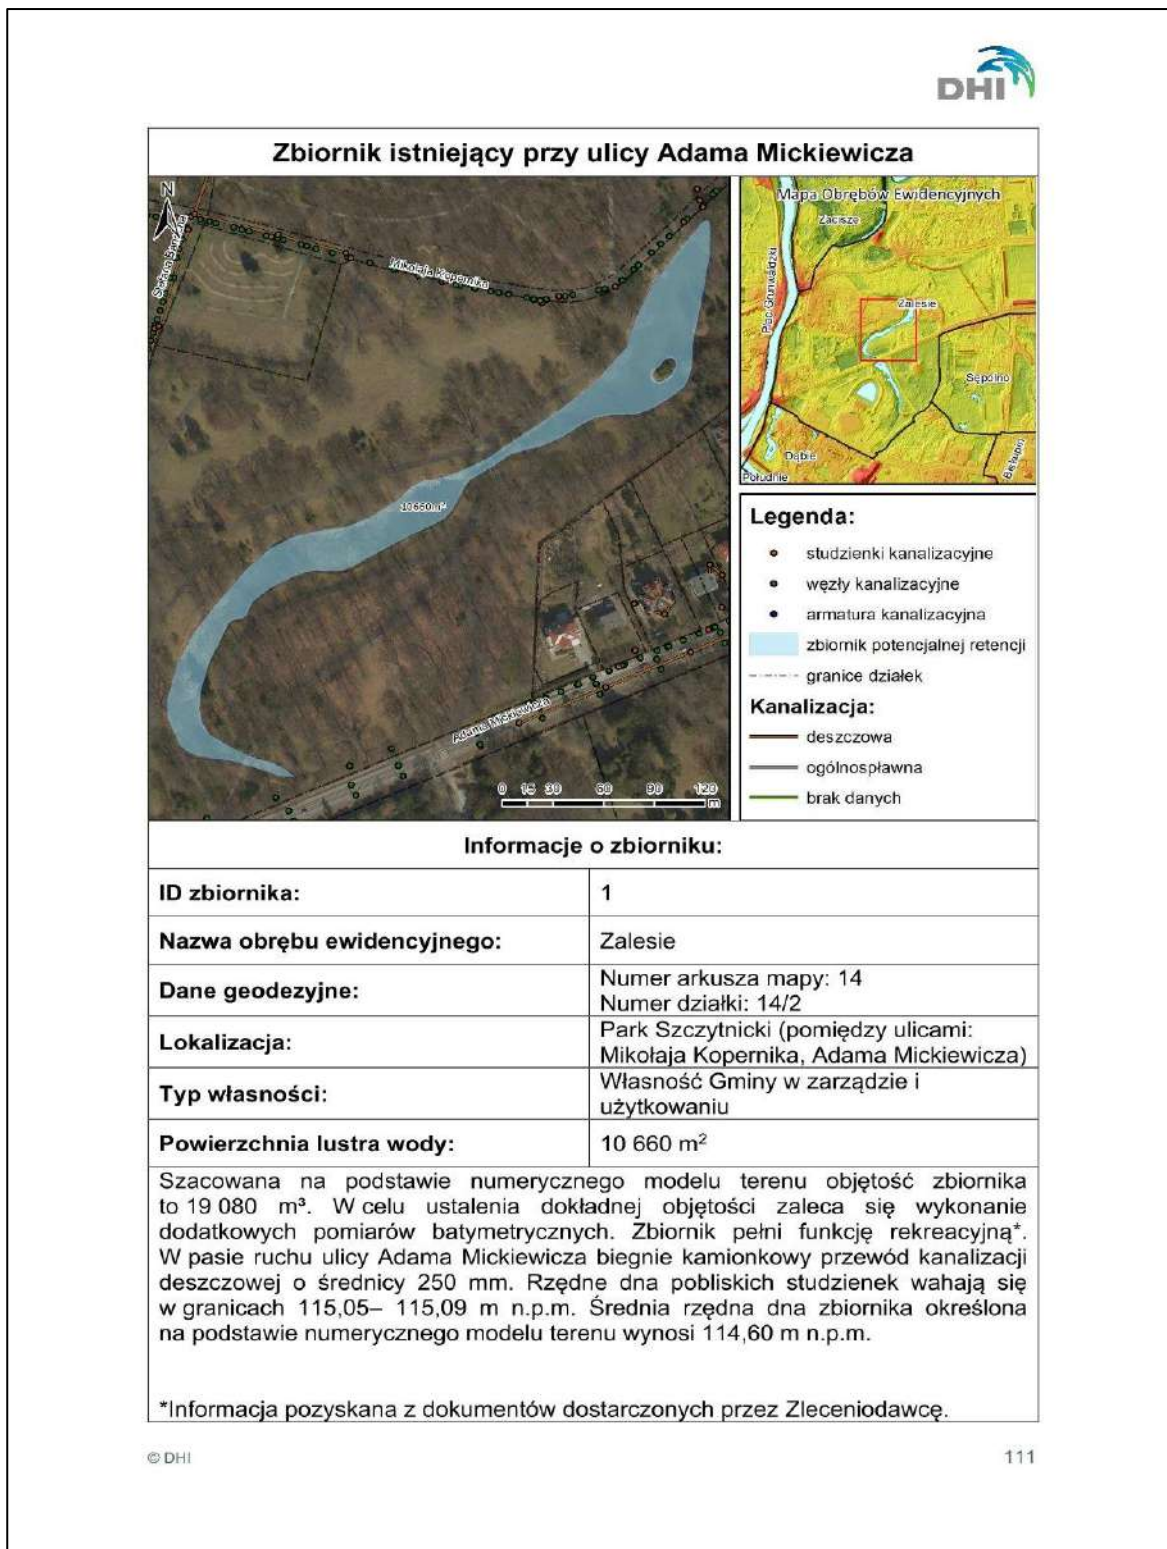 DHI
Zbiornik istniejący przy ulicy Adama Mickiewicza
N
Mikołaja Kopernika
10660m²
Adama Mickiewicza
0 15 30 60 90 120
m
Mapa Obrębów Ewidencyjnych
Zacisze
Plac Grunwaldzki
Zalesie
Sępolno
Dąbie
Południe
Biskupin
Legenda:
studzienki kanalizacyjne
węzły kanalizacyjne
armatura kanalizacyjna
zbiornik potencjalnej retencji
granice działek
Kanalizacja:
deszczowa
ogólnospławna
brak danych
Informacje o zbiorniku:
ID zbiornika: 1
Nazwa obrębu ewidencyjnego: Zalesie
Dane geodezyjne: Numer arkusza mapy: 14
Numer działki: 14/2
Lokalizacja: Park Szczytnicki (pomiędzy ulicami:
Mikołaja Kopernika, Adama Mickiewicza)
Typ własności: Własność Gminy w zarządzie i
użytkowaniu
Powierzchnia lustra wody: 10 660 m²
Szacowana na podstawie numerycznego modelu terenu objętość zbiornika
to 19 080 m³. W celu ustalenia dokładnej objętości zaleca się wykonanie
dodatkowych pomiarów batymetrycznych. Zbiornik pełni funkcję rekreacyjną*.
W pasie ruchu ulicy Adama Mickiewicza biegnie kamionkowy przewód kanalizacji
deszczowej o średnicy 250 mm. Rzędne dna pobliskich studzienek wahają się
w granicach 115,05– 115,09 m n.p.m. Średnia rzędna dna zbiornika określona
na podstawie numerycznego modelu terenu wynosi 114,60 m n.p.m.
*Informacja pozyskana z dokumentów dostarczonych przez Zleceniodawcę.
© DHI
111